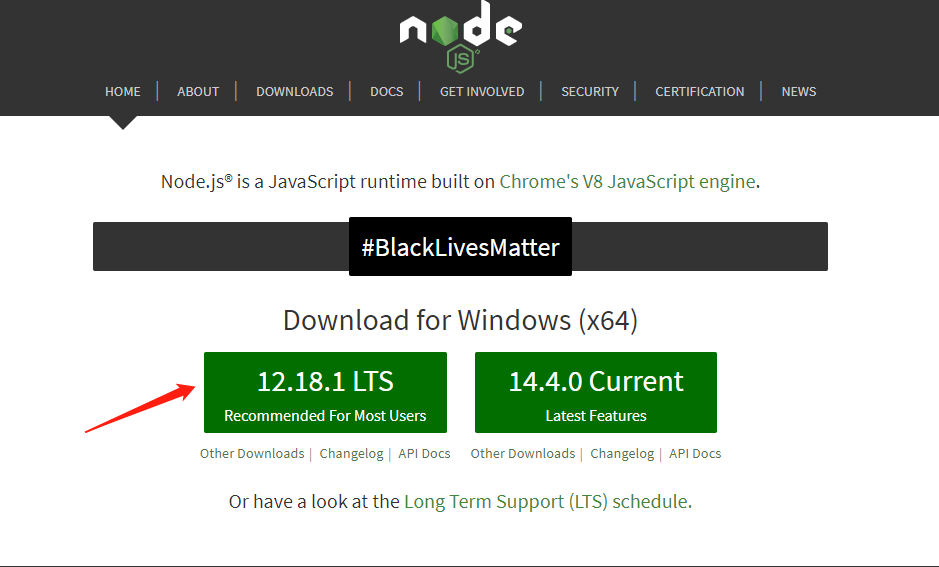 node
JS
HOME | ABOUT | DOWNLOADS | DOCS | GET INVOLVED | SECURITY | CERTIFICATION | NEWS
Node.js® is a JavaScript runtime built on Chrome's V8 JavaScript engine.
#BlackLivesMatter
Download for Windows (x64)
12.18.1 LTS
Recommended For Most Users
14.4.0 Current
Latest Features
Other Downloads | Changelog | API Docs
Other Downloads | Changelog | API Docs
Or have a look at the Long Term Support (LTS) schedule.